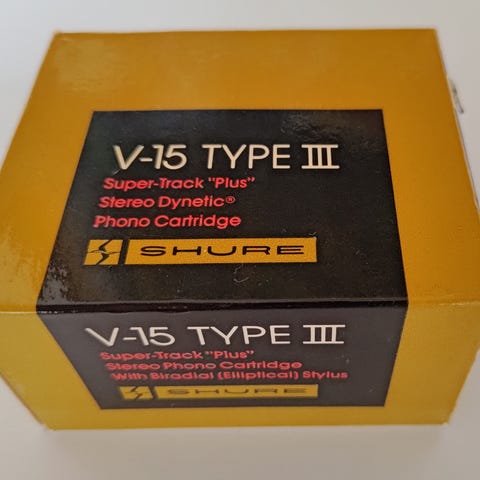 V-15 TYPE III
Super-Track "Plus"
Stereo Dynetic®
Phono Cartridge
SHURE
V-15 TYPE III
Super-Track "Plus"
Stereo Phono Cartridge
With Biradial (Elliptical) Stylus
SHURE